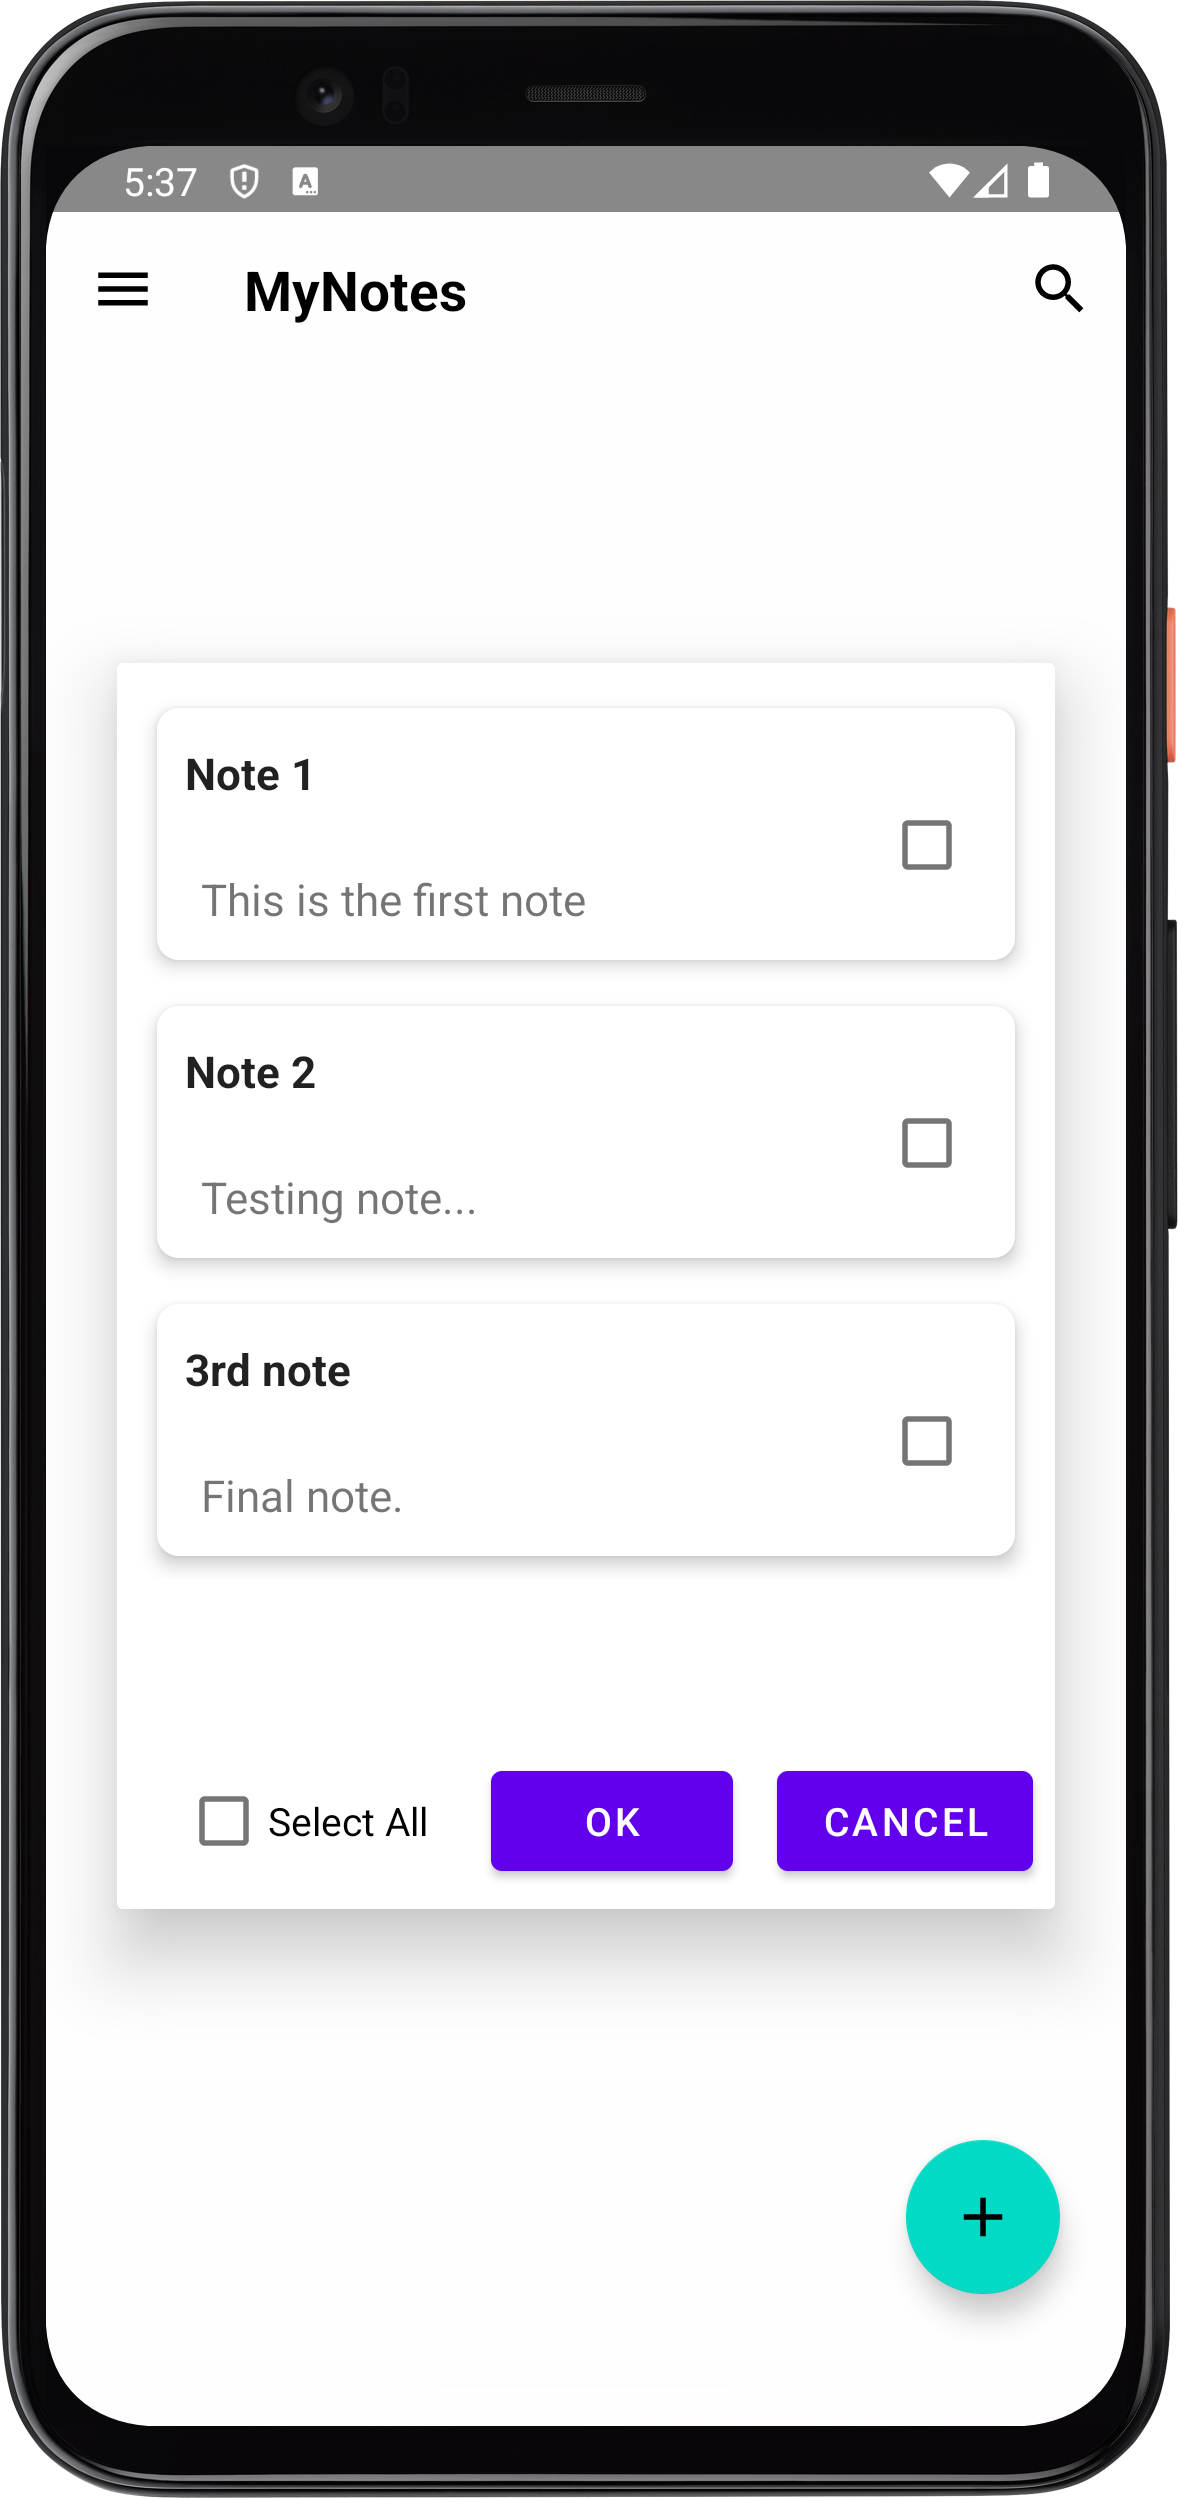 5:37
MyNotes
Note 1
This is the first note
Note 2
Testing note...
3rd note
Final note.
Select All
OK
CANCEL